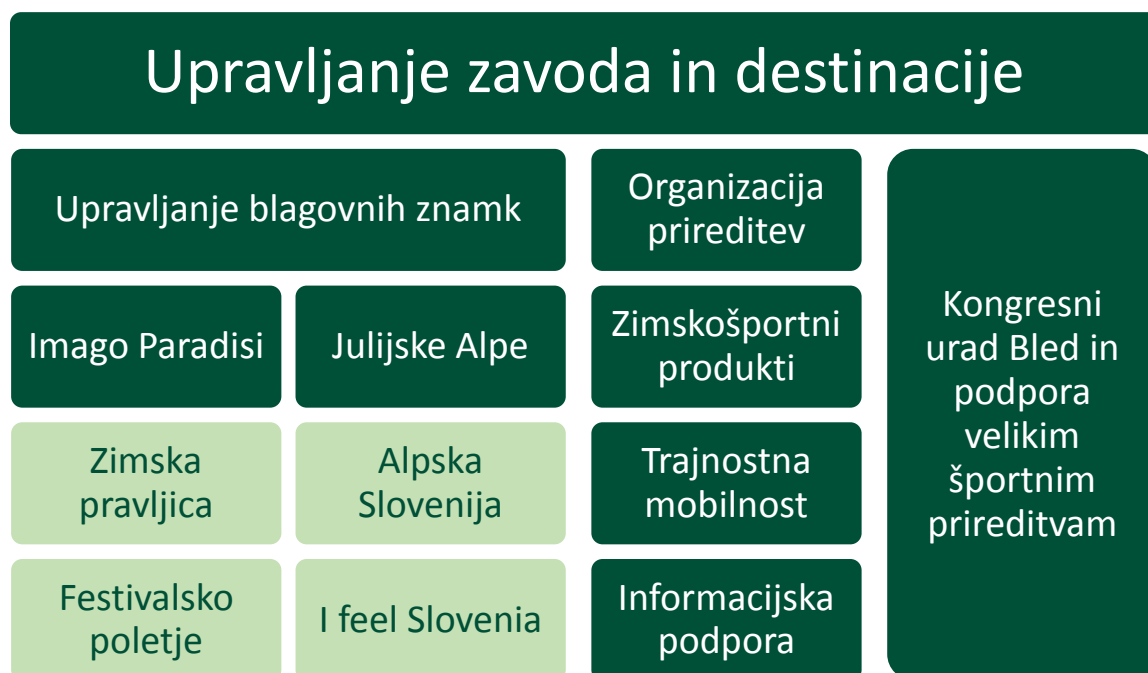 Upravljanje zavoda in destinacije
Upravljanje blagovnih znamk
Organizacija
prireditev
Kongresni
urad Bled in
podpora
velikim
športnim
prireditvam
Imago Paradisi
Julijske Alpe
Zimskošportni
produkti
Zimska
pravljica
Alpska
Slovenija
Trajnostna
mobilnost
Festivalsko
poletje
I feel Slovenia
Informacijska
podpora